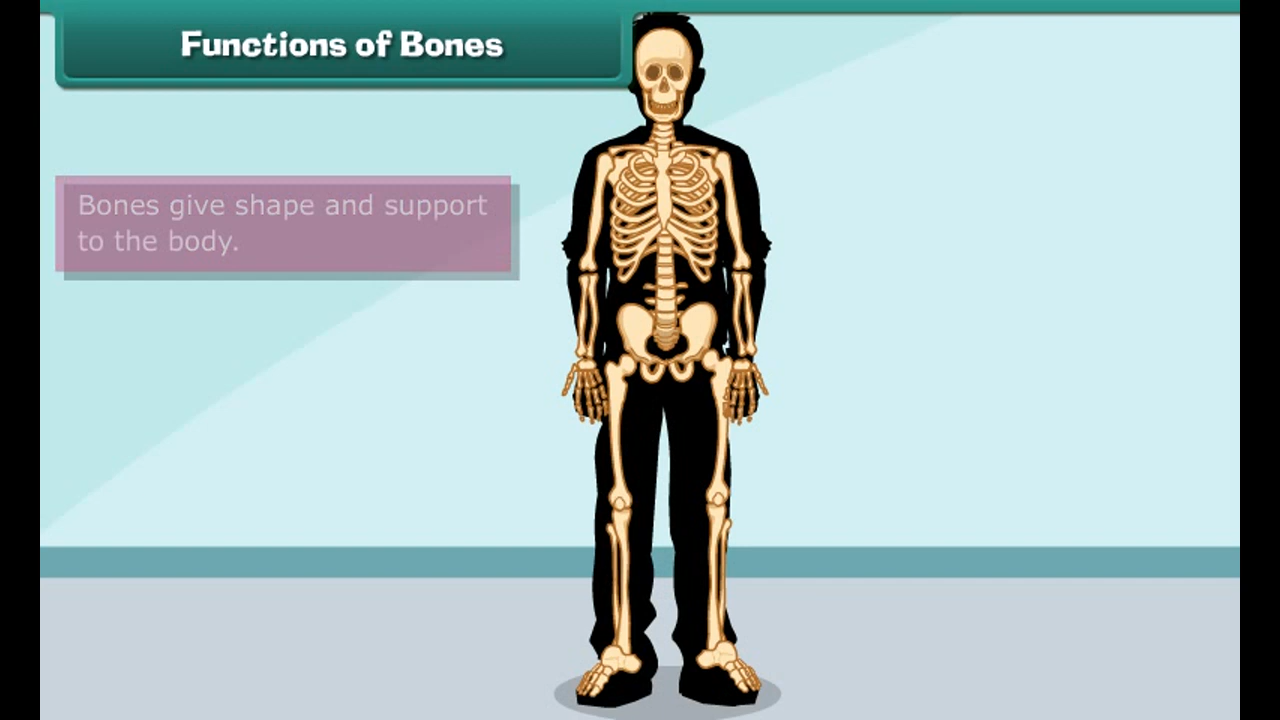 Functions of Bones
Bones give shape and support
to the body.